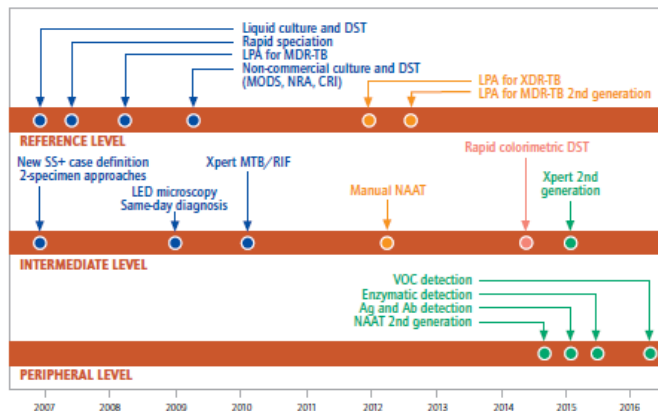 Liquid culture and DST
Rapid speciation
LPA for MDR-TB
Non-commercial culture and DST
(MODS, NRA, CRI)
LPA for XDR-TB
LPA for MDR-TB 2nd generation
REFERENCE LEVEL
New SS+ case definition
2-specimen approaches
LED microscopy
Same-day diagnosis
Xpert MTB/RIF
Manual NAAT
Rapid colorimetric DST
Xpert 2nd
generation
INTERMEDIATE LEVEL
VOC detection
Enzymatic detection
Ag and Ab detection
NAAT 2nd generation
PERIPHERAL LEVEL
2007 2008 2009 2010 2011 2012 2013 2014 2015 2016